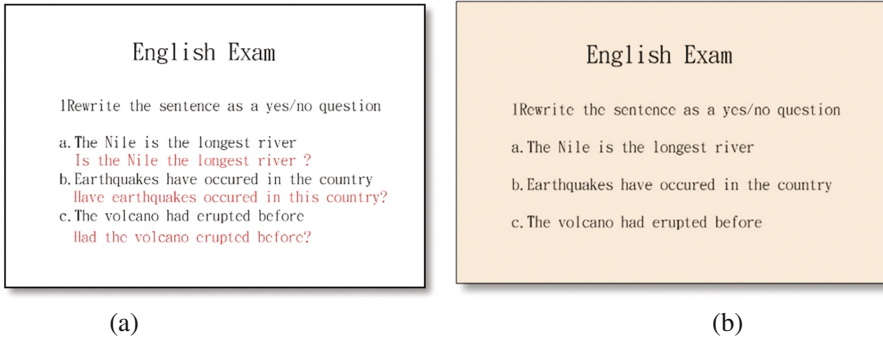 English Exam
1Rewrite the sentence as a yes/no question
a.The Nile is the longest river
Is the Nile the longest river ?
b.Earthquakes have occured in the country
Have earthquakes occured in this country?
c.The volcano had erupted before
Had the volcano erupted before?
(a)
English Exam
1Rewrite the sentence as a yes/no question
a.The Nile is the longest river
b.Earthquakes have occured in the country
c.The volcano had erupted before
(b)